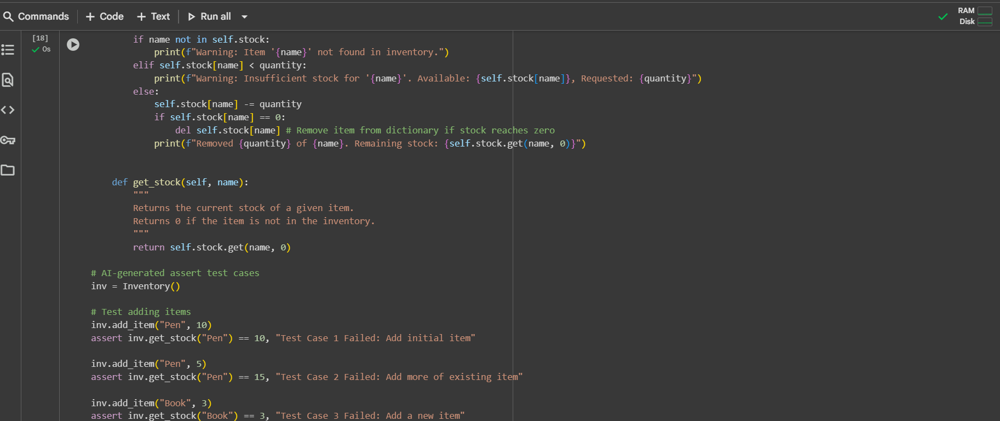 Commands + Code + Text Run all
RAM
Disk
[18]
0s
if name not in self.stock:
print(f"Warning: Item '{name}' not found in inventory.")
elif self.stock[name] < quantity:
print(f"Warning: Insufficient stock for '{name}'. Available: {self.stock[name]}, Requested: {quantity}")
else:
self.stock[name] -= quantity
if self.stock[name] == 0:
del self.stock[name] # Remove item from dictionary if stock reaches zero
print(f"Removed {quantity} of {name}. Remaining stock: {self.stock.get(name, 0)}")
def get_stock(self, name):
"""
Returns the current stock of a given item.
Returns 0 if the item is not in the inventory.
"""
return self.stock.get(name, 0)
# AI-generated assert test cases
inv = Inventory()
# Test adding items
inv.add_item("Pen", 10)
assert inv.get_stock("Pen") == 10, "Test Case 1 Failed: Add initial item"
inv.add_item("Pen", 5)
assert inv.get_stock("Pen") == 15, "Test Case 2 Failed: Add more of existing item"
inv.add_item("Book", 3)
assert inv.get_stock("Book") == 3, "Test Case 3 Failed: Add a new item"